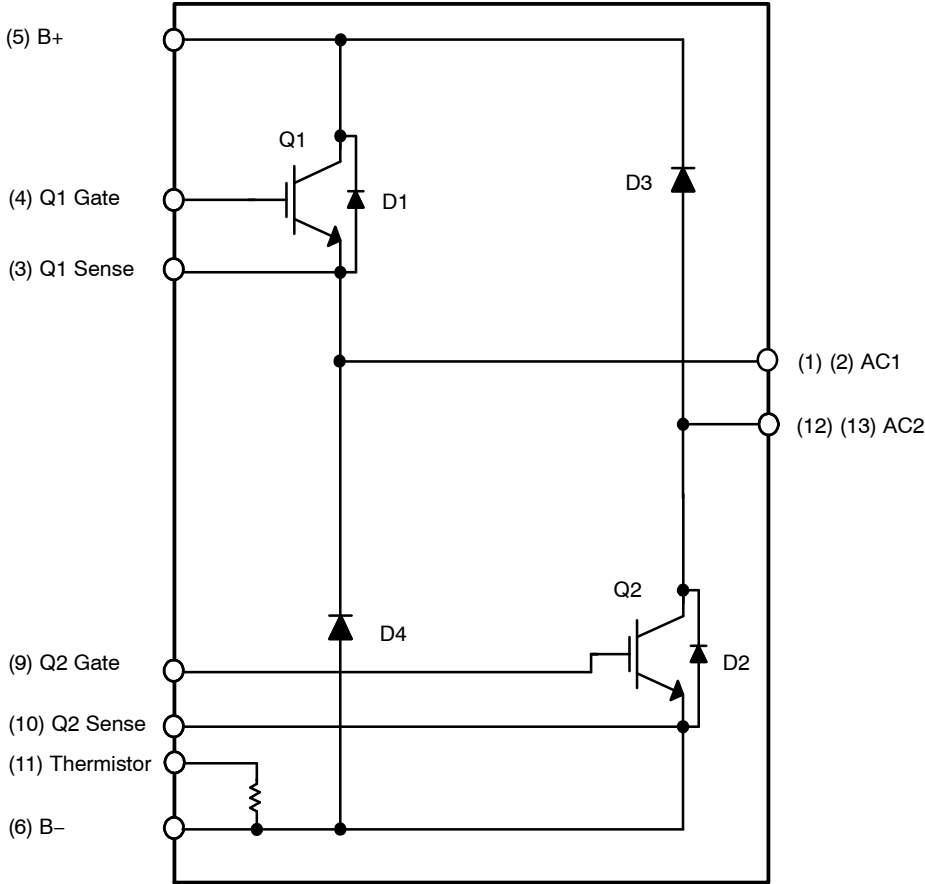 (5) B+
Q1
D3
(4) Q1 Gate
D1
(3) Q1 Sense
(1) (2) AC1
(12) (13) AC2
Q2
D4
(9) Q2 Gate
D2
(10) Q2 Sense
(11) Thermistor
(6) B−